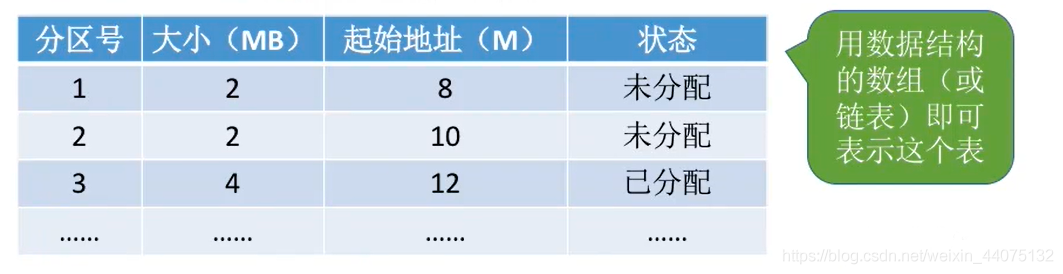 分区号 大小（MB） 起始地址（M） 状态
1 2 8 未分配
2 2 10 未分配
3 4 12 已分配
…… …… …… ……
用数据结构
的数组（或
链表）即可
表示这个表
https://blog.csdn.net/weixin_44075132